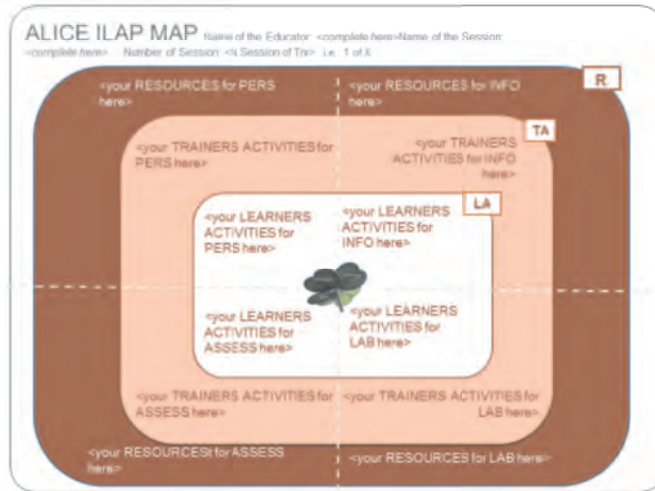 ALICE ILAP MAP Name of the Educator: <complete here>Name of the Session:
<complete here> Number of Session: <N Session of Tnr> i.e. 1 of X
<your RESOURCES for PERS
here>
<your RESOURCES for INFO
here>
R
<your TRAINERS ACTIVITIES for
PERS here>
<your TRAINERS
ACTIVITIES for INFO
here>
TA
<your LEARNERS
ACTIVITIES for
PERS here>
<your LEARNERS
ACTIVITIES for
INFO here>
LA
<your LEARNERS
ACTIVITIES for
ASSESS here>
<your LEARNERS
ACTIVITIES for
LAB here>
<your TRAINERS ACTIVITIES for
ASSESS here>
<your TRAINERS ACTIVITIES for
LAB here>
<your RESOURCESt for ASSESS
here>
<your RESOURCES for LAB here>